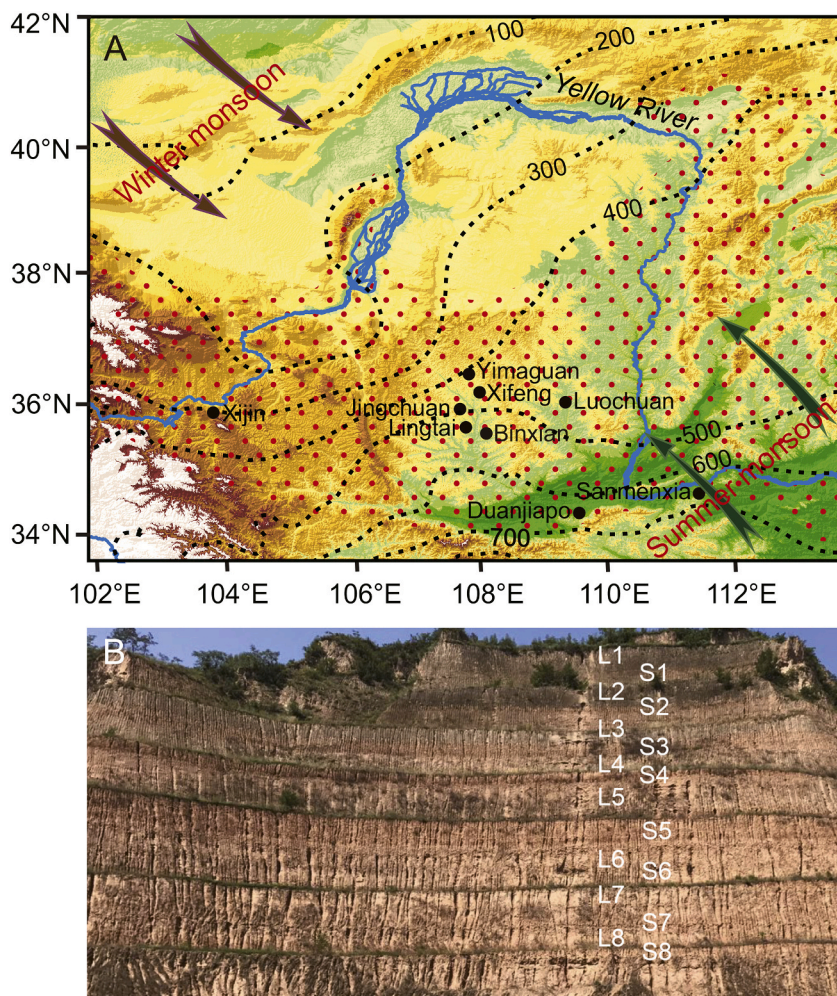 A
42°N
40°N
38°N
36°N
34°N
100
200
Yellow River
Winter monsoon
300
400
Yimaguan
Xifeng
Jingchuan
Luochuan
Xijin
Lingtai
Binxian
500
600
Sanmenxia
Duanjiapo
Summer monsoon
700
102°E
104°E
106°E
108°E
110°E
112°E
B
L1
S1
L2
S2
L3
S3
L4
S4
L5
S5
L6
S6
L7
S7
L8
S8